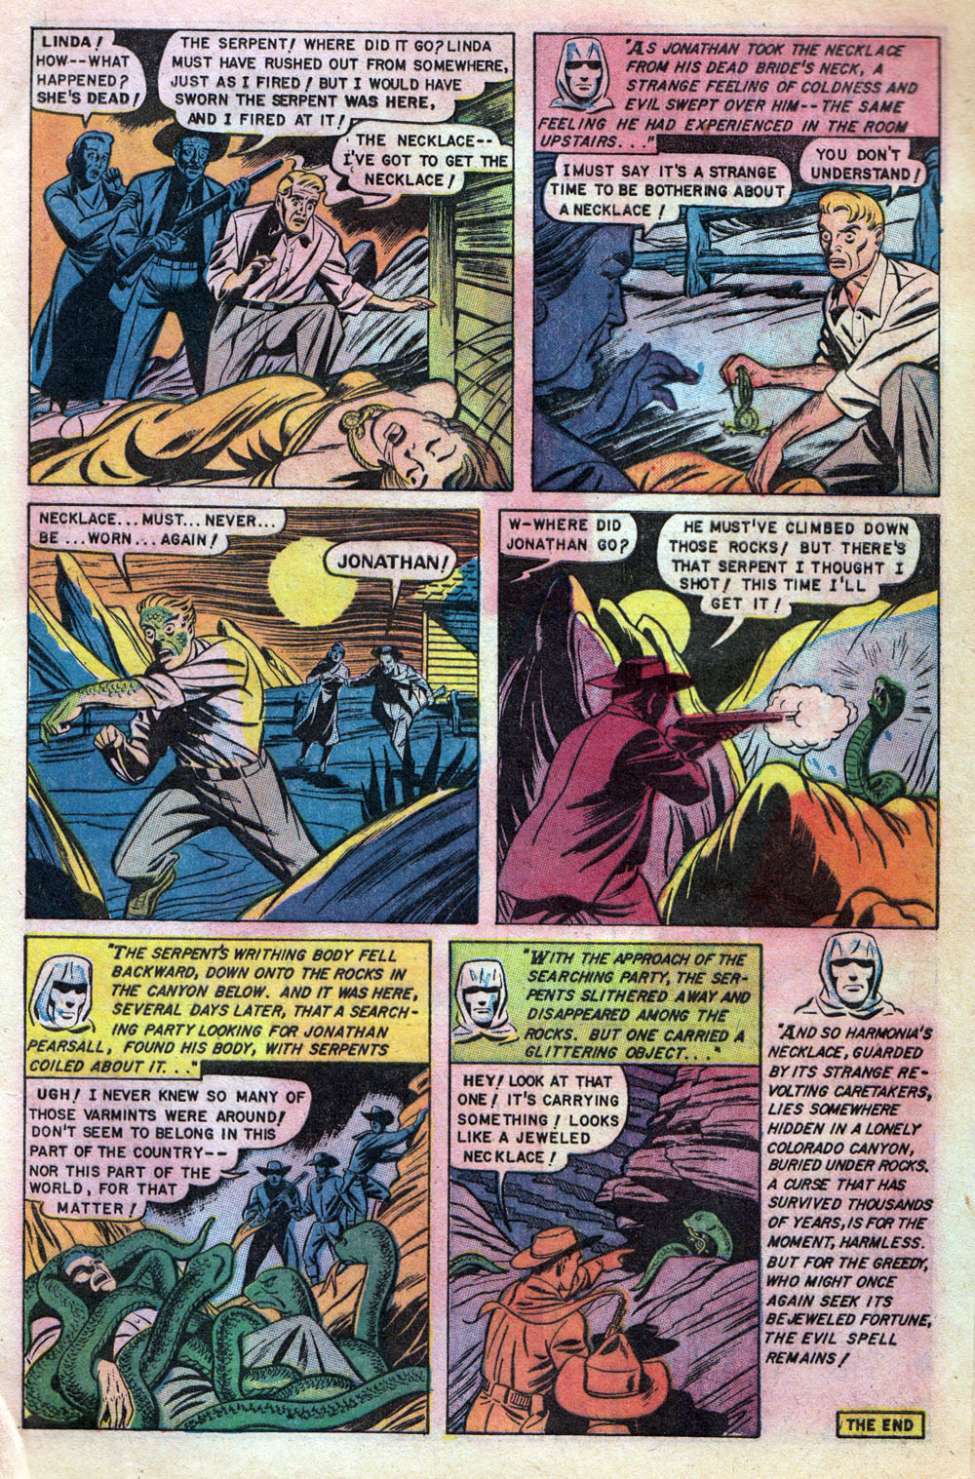 LINDA!
HOW--WHAT
HAPPENED?
SHE'S DEAD!
THE SERPENT! WHERE DID IT GO? LINDA
MUST HAVE RUSHED OUT FROM SOMEWHERE,
JUST AS I FIRED! BUT I WOULD HAVE
SWORN THE SERPENT WAS HERE,
AND I FIRED AT IT!
THE NECKLACE--
I'VE GOT TO GET THE
NECKLACE!
"AS JONATHAN TOOK THE NECKLACE
FROM HIS DEAD BRIDE'S NECK, A
STRANGE FEELING OF COLDNESS AND
EVIL SWEPT OVER HIM-- THE SAME
FEELING HE HAD EXPERIENCED IN THE ROOM
UPSTAIRS..."
I MUST SAY IT'S A STRANGE
TIME TO BE BOTHERING ABOUT
A NECKLACE!
YOU DON'T
UNDERSTAND!
NECKLACE... MUST... NEVER...
BE ... WORN... AGAIN!
JONATHAN!
W-WHERE DID
JONATHAN GO?
HE MUST'VE CLIMBED DOWN
THOSE ROCKS! BUT THERE'S
THAT SERPENT I THOUGHT I
SHOT! THIS TIME I'LL
GET IT!
"THE SERPENT'S WRITHING BODY FELL
BACKWARD, DOWN ONTO THE ROCKS IN
THE CANYON BELOW. AND IT WAS HERE,
SEVERAL DAYS LATER, THAT A SEARCH-
ING PARTY LOOKING FOR JONATHAN
PEARSALL, FOUND HIS BODY, WITH SERPENTS
COILED ABOUT IT..."
UGH! I NEVER KNEW SO MANY OF
THOSE VARMINTS WERE AROUND!
DON'T SEEM TO BELONG IN THIS
PART OF THE COUNTRY--
NOR THIS PART OF THE
WORLD, FOR THAT
MATTER!
"WITH THE APPROACH OF THE
SEARCHING PARTY, THE SER-
PENTS SLITHERED AWAY AND
DISAPPEARED AMONG THE
ROCKS. BUT ONE CARRIED A
GLITTERING OBJECT..."
HEY! LOOK AT THAT
ONE! IT'S CARRYING
SOMETHING! LOOKS
LIKE A JEWELED
NECKLACE!
"AND SO HARMONIA'S
NECKLACE, GUARDED
BY ITS STRANGE RE-
VOLTING CARETAKERS,
LIES SOMEWHERE
HIDDEN IN A LONELY
COLORADO CANYON,
BURIED UNDER ROCKS.
A CURSE THAT HAS
SURVIVED THOUSANDS
OF YEARS, IS FOR THE
MOMENT, HARMLESS.
BUT FOR THE GREEDY,
WHO MIGHT ONCE
AGAIN SEEK ITS
BEJEWELED FORTUNE,
THE EVIL SPELL
REMAINS!
THE END